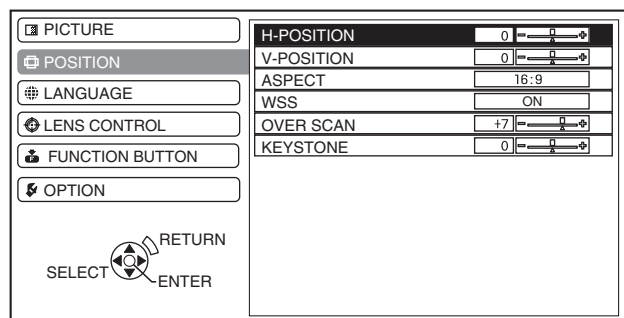 PICTURE
POSITION
LANGUAGE
LENS CONTROL
FUNCTION BUTTON
OPTION
RETURN
SELECT
ENTER
H-POSITION 0
V-POSITION 0
ASPECT 16:9
WSS ON
OVER SCAN +7
KEYSTONE 0